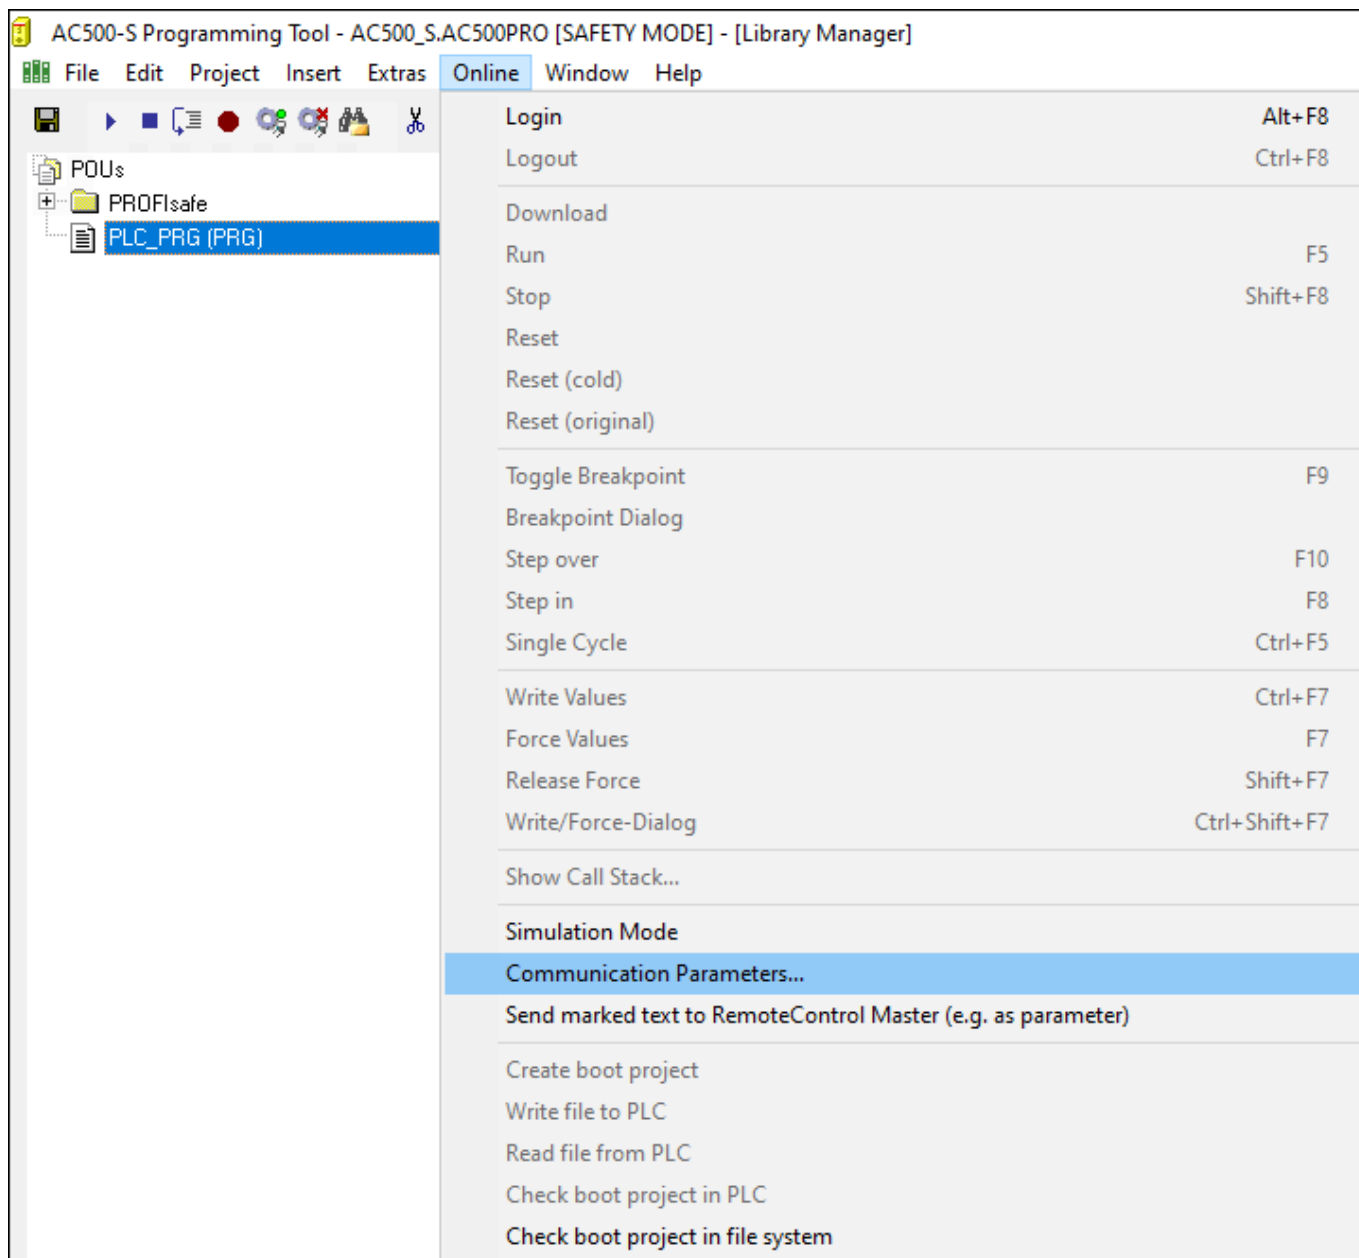 AC500-S Programming Tool - AC500_S.AC500PRO [SAFETY MODE] - [Library Manager]
File Edit Project Insert Extras Online Window Help
POUs
PROFIsafe
PLC_PRG (PRG)
Login Alt+F8
Logout Ctrl+F8
Download
Run F5
Stop Shift+F8
Reset
Reset (cold)
Reset (original)
Toggle Breakpoint F9
Breakpoint Dialog
Step over F10
Step in F8
Single Cycle Ctrl+F5
Write Values Ctrl+F7
Force Values F7
Release Force Shift+F7
Write/Force-Dialog Ctrl+Shift+F7
Show Call Stack...
Simulation Mode
Communication Parameters...
Send marked text to RemoteControl Master (e.g. as parameter)
Create boot project
Write file to PLC
Read file from PLC
Check boot project in PLC
Check boot project in file system